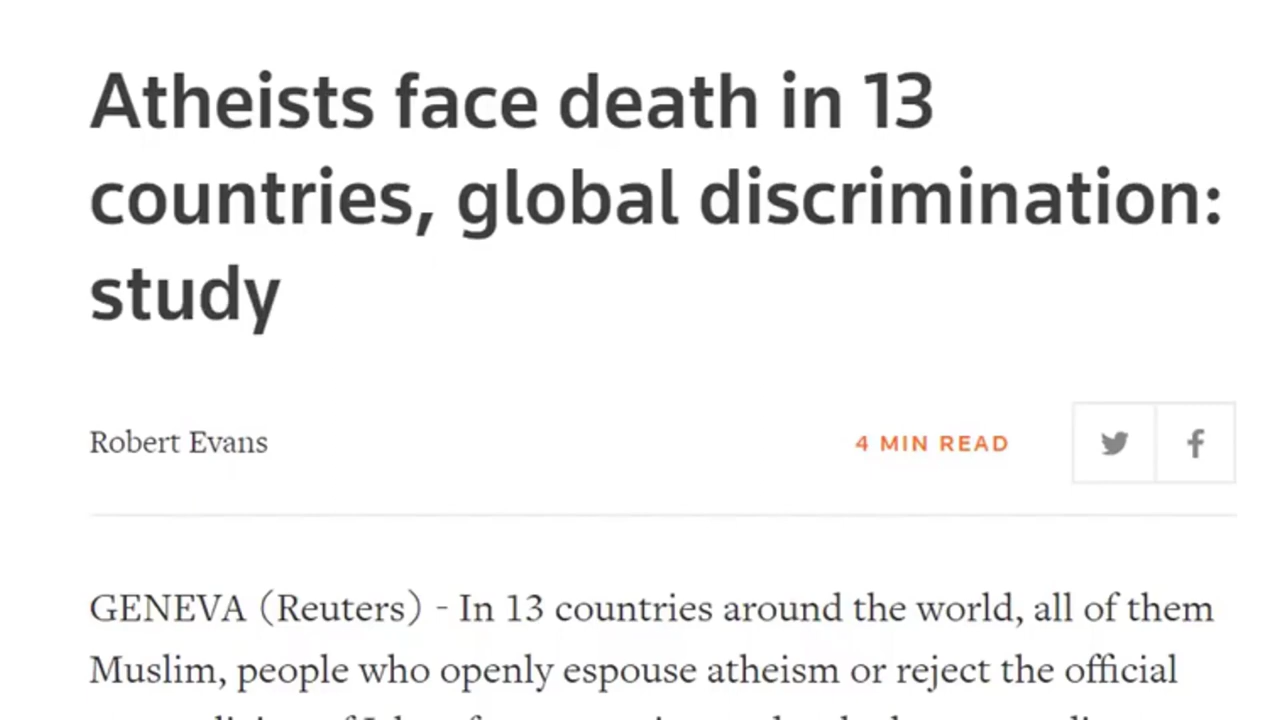 Atheists face death in 13
countries, global discrimination:
study
Robert Evans
4 MIN READ
GENEVA (Reuters) - In 13 countries around the world, all of them
Muslim, people who openly espouse atheism or reject the official